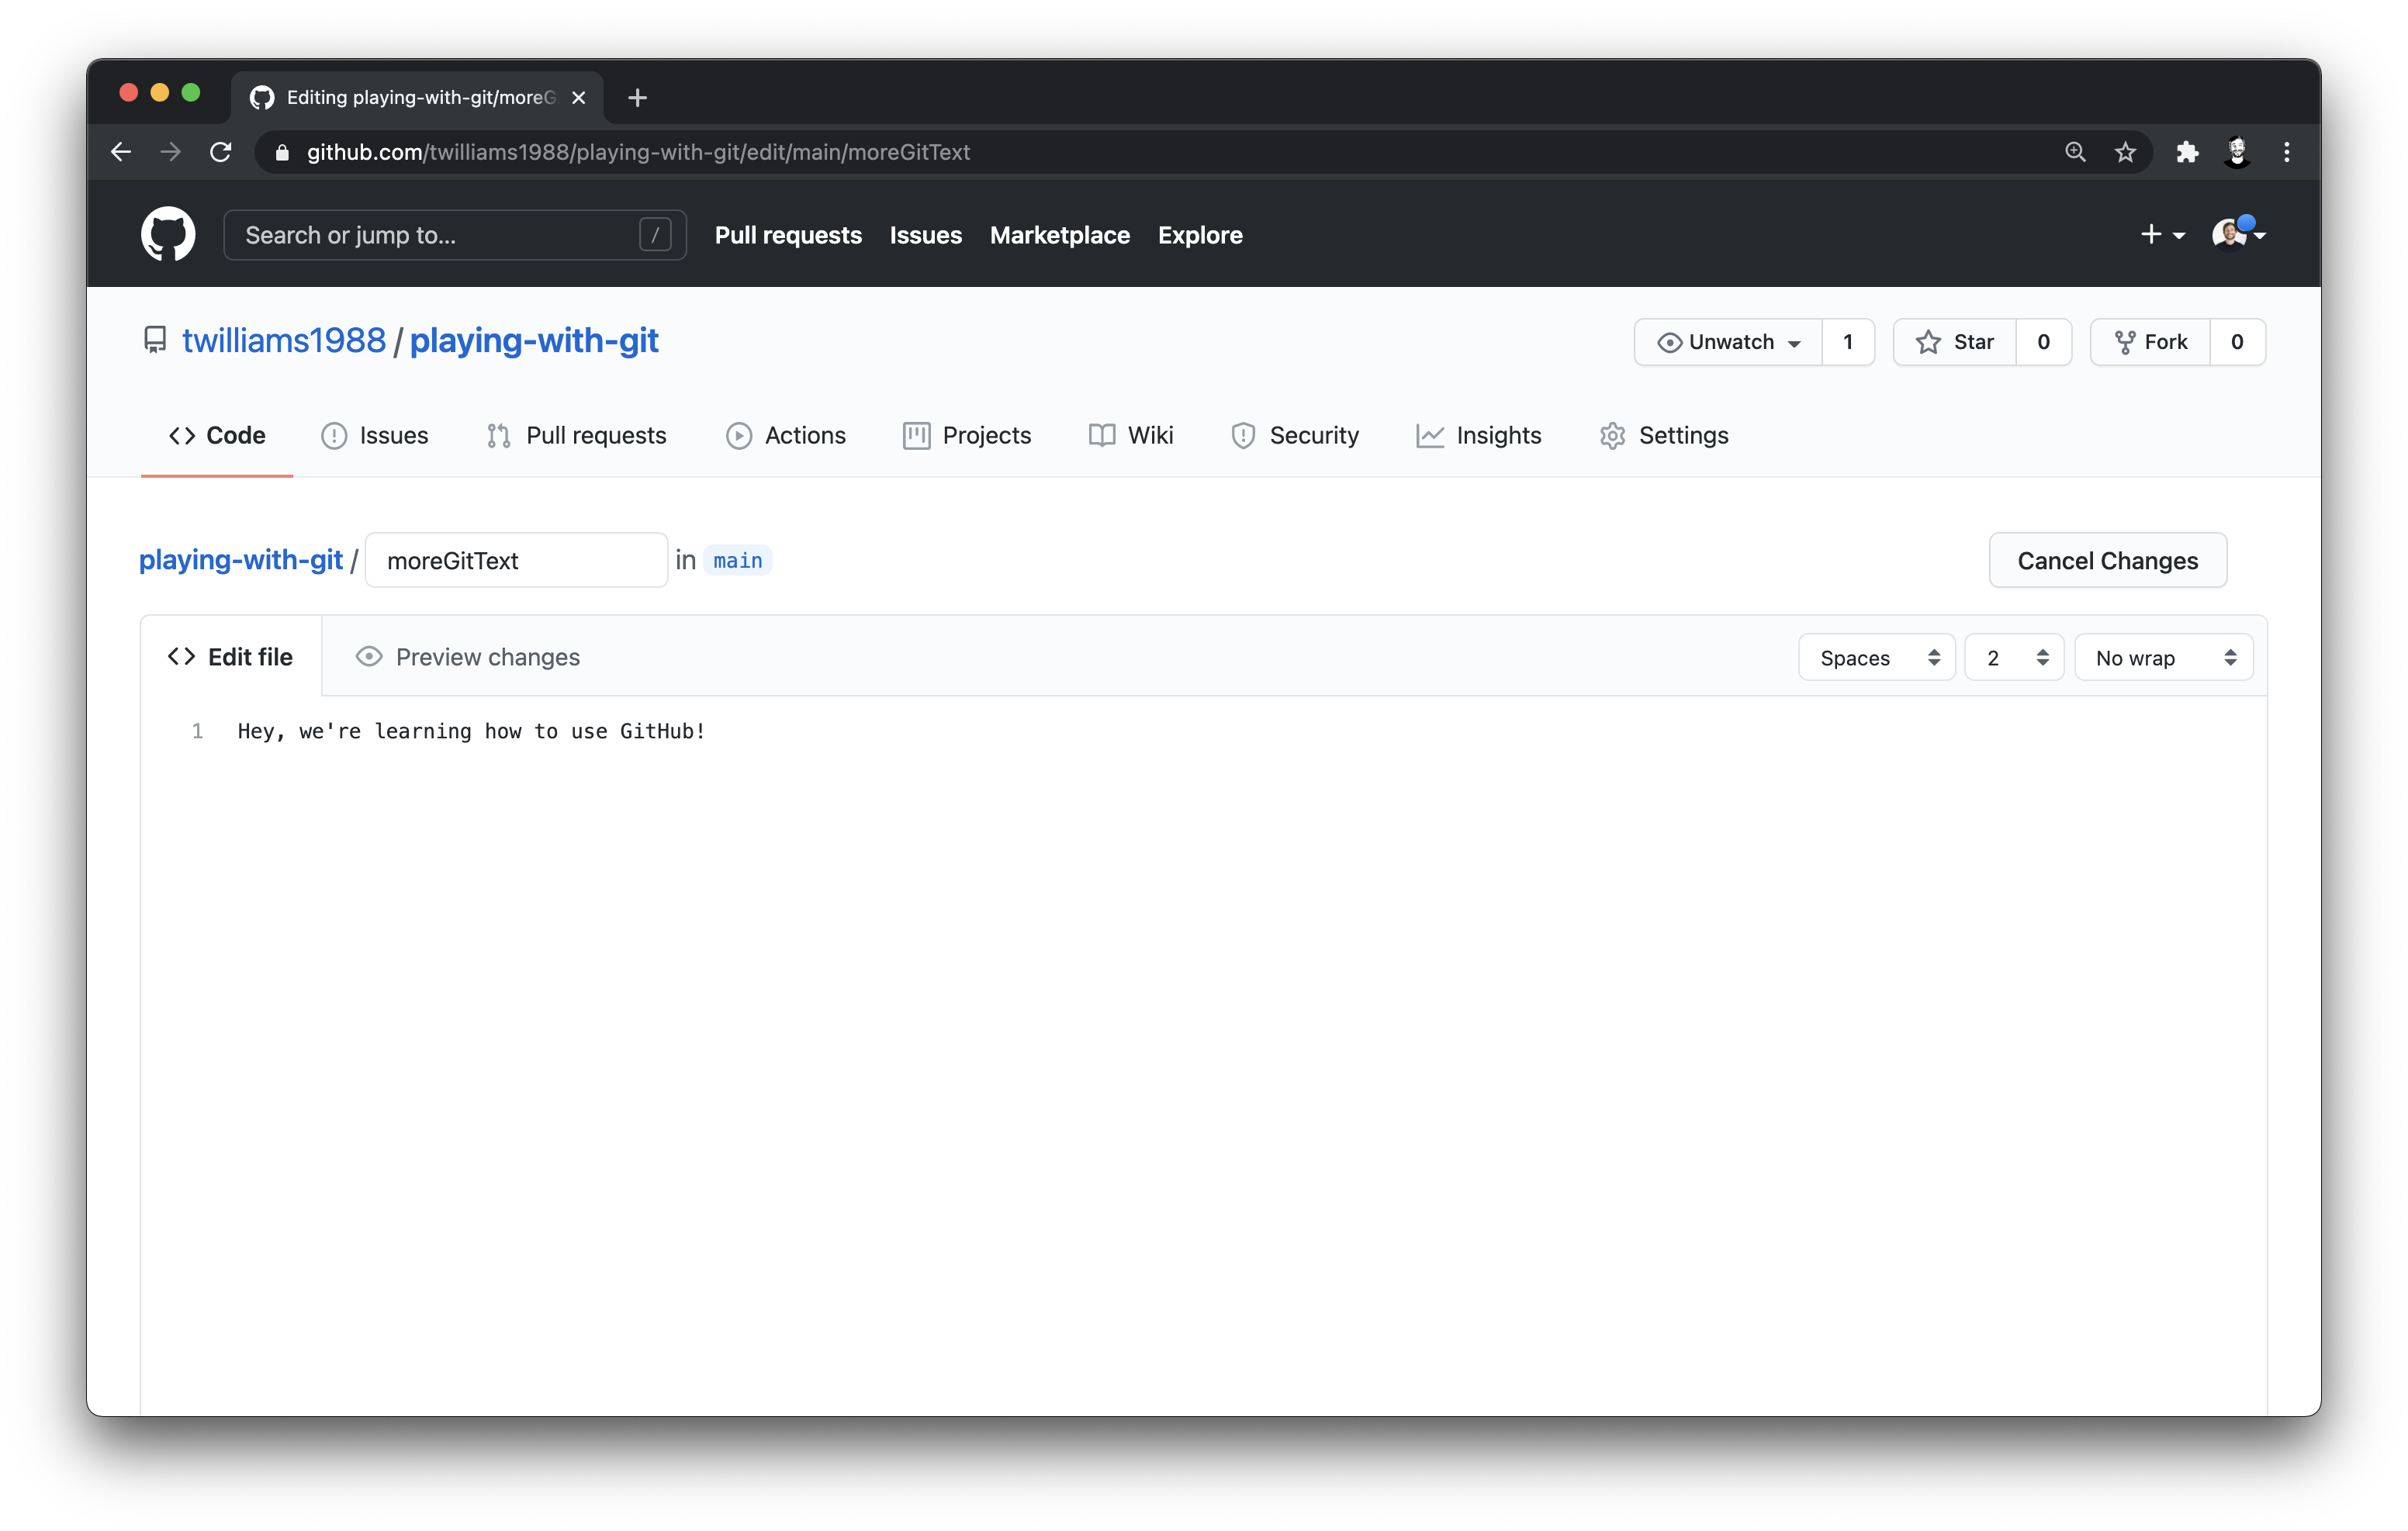 Editing playing-with-git/moreG
github.com/twilliams1988/playing-with-git/edit/main/moreGitText
Search or jump to... / Pull requests Issues Marketplace Explore
twilliams1988 / playing-with-git Unwatch 1 Star 0 Fork 0
Code Issues Pull requests Actions Projects Wiki Security Insights Settings
playing-with-git / moreGitText in main Cancel Changes
Edit file Preview changes Spaces 2 No wrap
1 Hey, we're learning how to use GitHub!